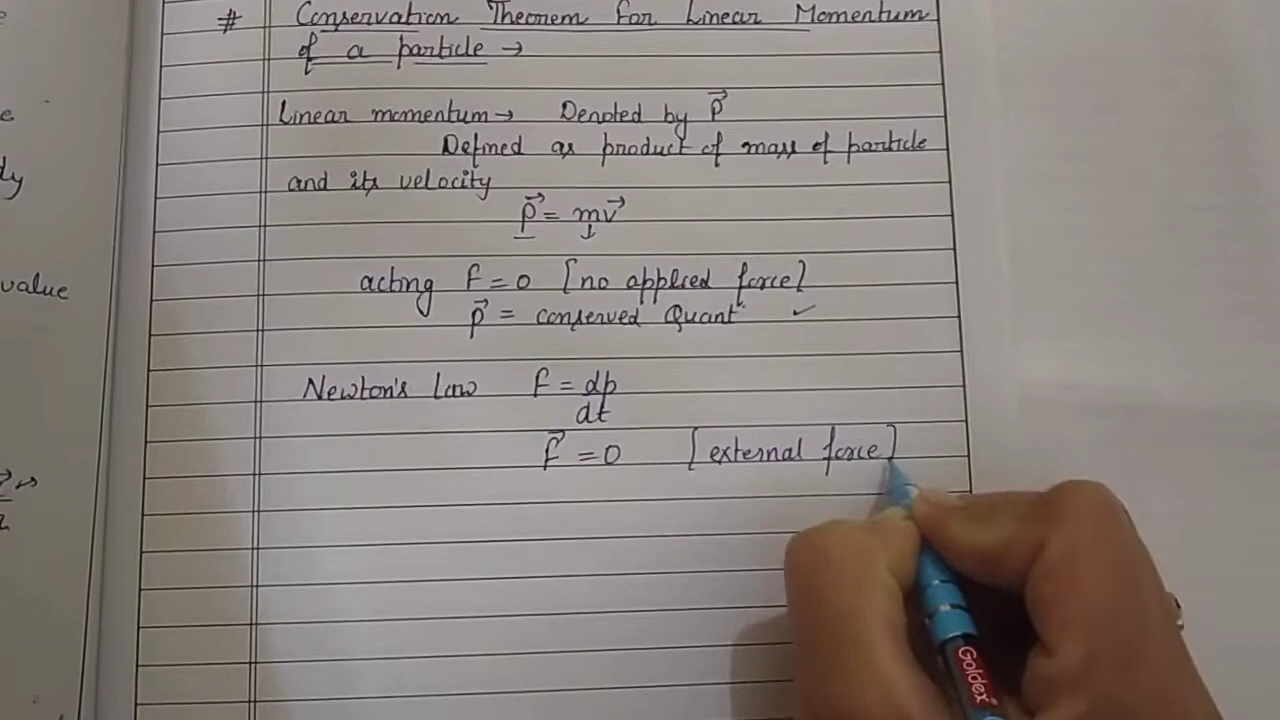 # Conservation Theorem For Linear Momentum
of a particle →
Linear momentum → Denoted by p⃗
Defined as product of mass of particle
and its velocity
p⃗ = mv⃗
↓
acting F = 0 [no applied force]
p⃗ = conserved Quant ✓
Newton's Law F = dp
dt
F⃗ = 0 [external force]
value
Goldex